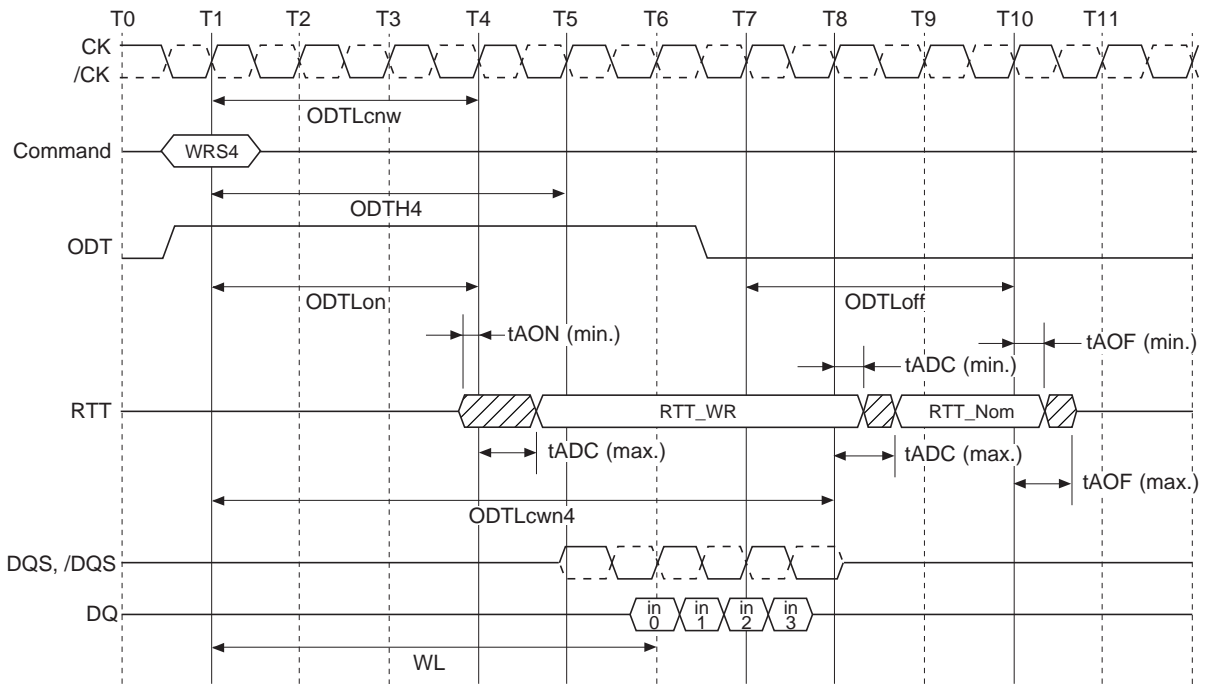 T0 T1 T2 T3 T4 T5 T6 T7 T8 T9 T10 T11
CK
/CK
ODTLcnw
Command WRS4
ODTH4
ODT
ODTLon ODTLoff
tAON (min.) tAOF (min.)
tADC (min.)
RTT RTT_WR RTT_Nom
tADC (max.) tADC (max.)
tAOF (max.)
ODTLcwn4
DQS, /DQS
DQ in 0 in 1 in 2 in 3
WL